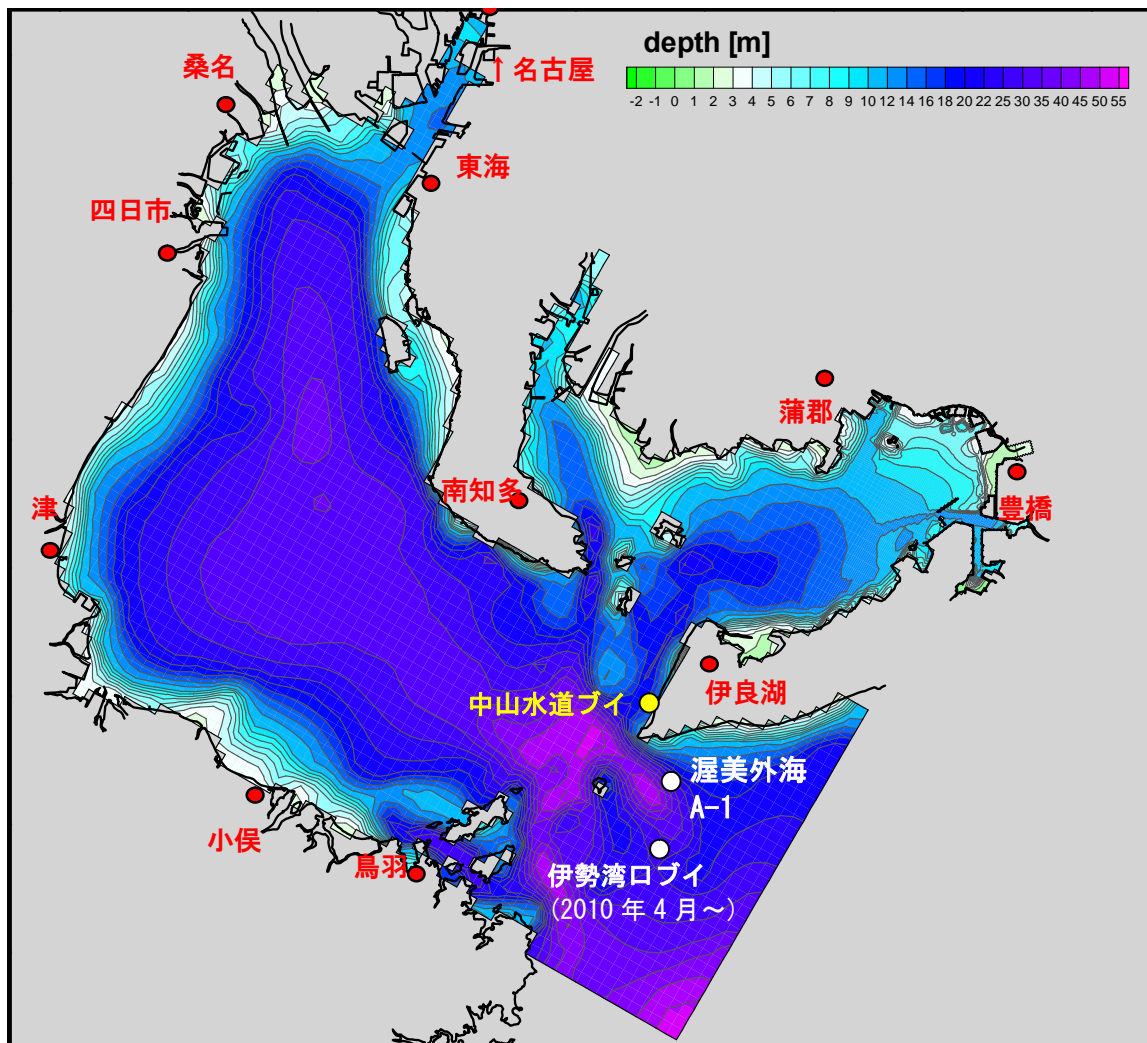 depth [m]
-2 -1 0 1 2 3 4 5 6 7 8 9 10 12 14 16 18 20 22 25 30 35 40 45 50 55
桑名
↑名古屋
東海
四日市
蒲郡
南知多
豊橋
津
伊良湖
中山水道ブイ
渥美外海
A-1
小俣
鳥羽
伊勢湾口ブイ
(2010 年 4 月～)